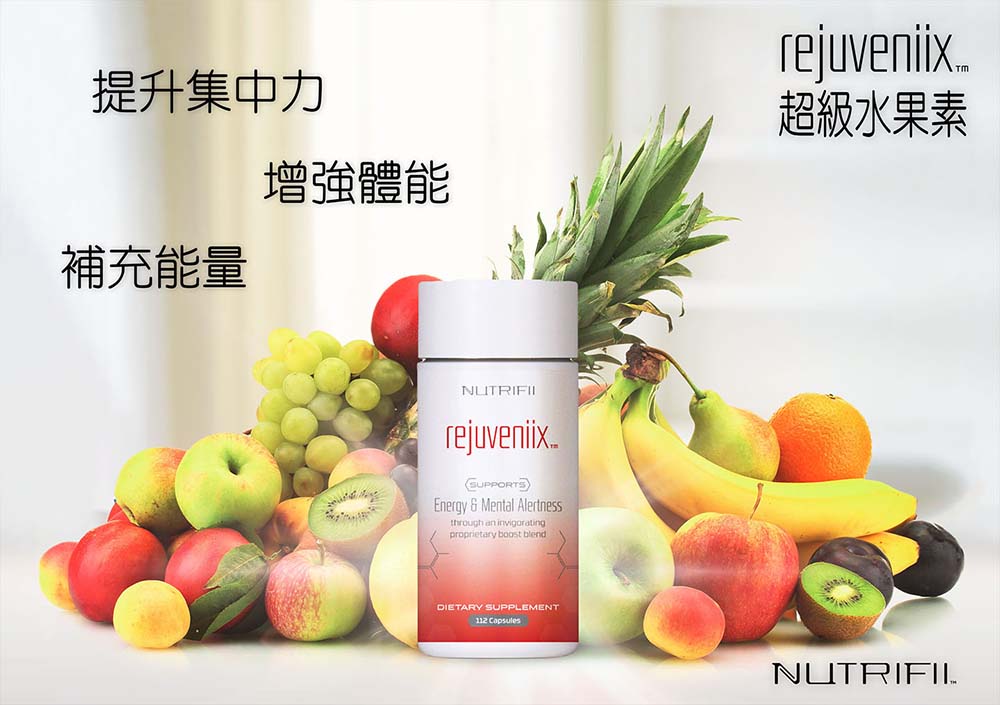 rejuveniix™
超級水果素
提升集中力
增強體能
補充能量
NUTRIFII
rejuveniix™
SUPPORTS
Energy & Mental Alertness
through an invigorating
proprietary boost blend
DIETARY SUPPLEMENT
112 Capsules
NUTRIFII™